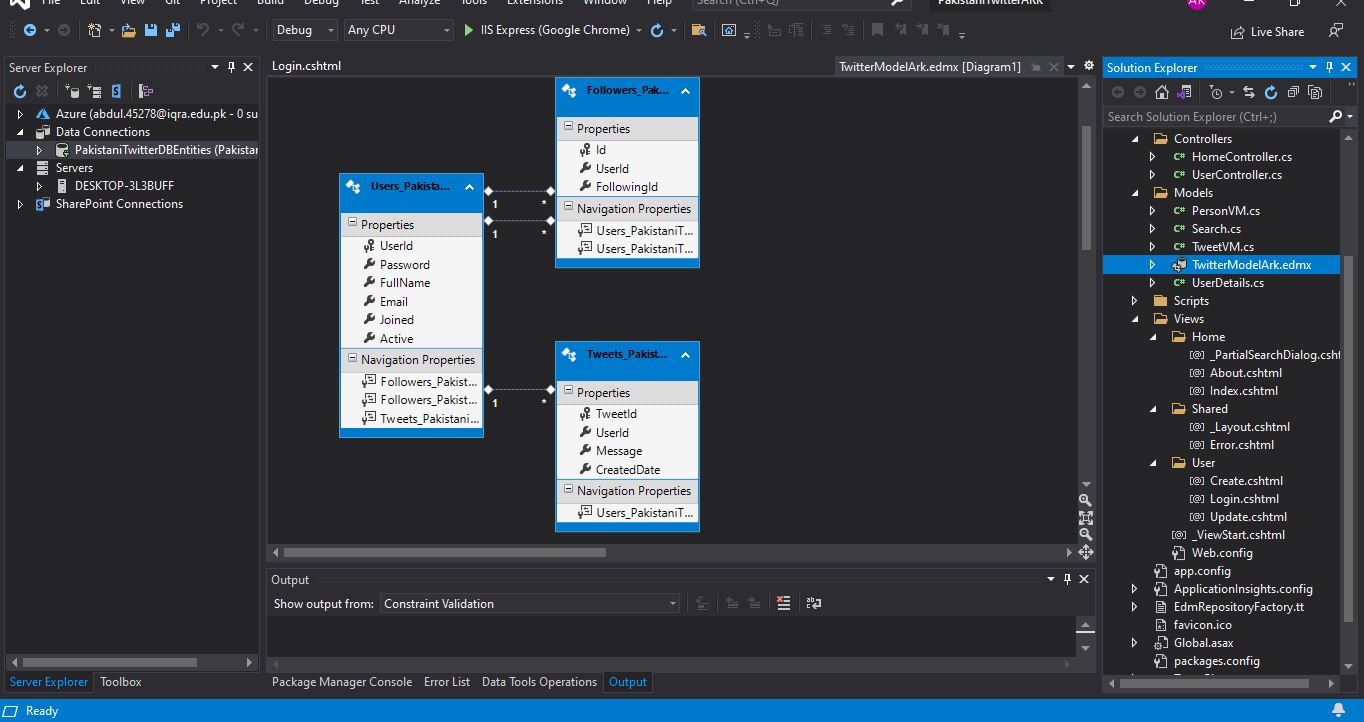 File Edit View Git Project Build Debug Test Analyze Tools Extensions Window Help Search (Ctrl+Q) PakistaniTwitterARK AK
Debug Any CPU IIS Express (Google Chrome) Live Share
Server Explorer
Azure (abdul.45278@iqra.edu.pk - 0 su
Data Connections
PakistaniTwitterDBEntities (Pakistan
Servers
DESKTOP-3L3BUFF
SharePoint Connections
Server Explorer Toolbox
Login.cshtml TwitterModelArk.edmx [Diagram1]
Users_Pakista...
Properties
UserId
Password
FullName
Email
Joined
Active
Navigation Properties
Followers_Pakist...
Followers_Pakist...
Tweets_Pakistani...
1 *
1 *
1 *
Followers_Pak...
Properties
Id
UserId
FollowingId
Navigation Properties
Users_PakistaniT...
Users_PakistaniT...
Tweets_Pakist...
Properties
TweetId
UserId
Message
CreatedDate
Navigation Properties
Users_PakistaniT...
Output
Show output from: Constraint Validation
Package Manager Console Error List Data Tools Operations Output
Solution Explorer
Search Solution Explorer (Ctrl+;)
Controllers
C# HomeController.cs
C# UserController.cs
Models
C# PersonVM.cs
C# Search.cs
C# TweetVM.cs
TwitterModelArk.edmx
C# UserDetails.cs
Scripts
Views
Home
[@] _PartialSearchDialog.csht
[@] About.cshtml
[@] Index.cshtml
Shared
[@] _Layout.cshtml
[@] Error.cshtml
User
[@] Create.cshtml
[@] Login.cshtml
[@] Update.cshtml
[@] _ViewStart.cshtml
Web.config
app.config
ApplicationInsights.config
EdmRepositoryFactory.tt
favicon.ico
Global.asax
packages.config
Ready